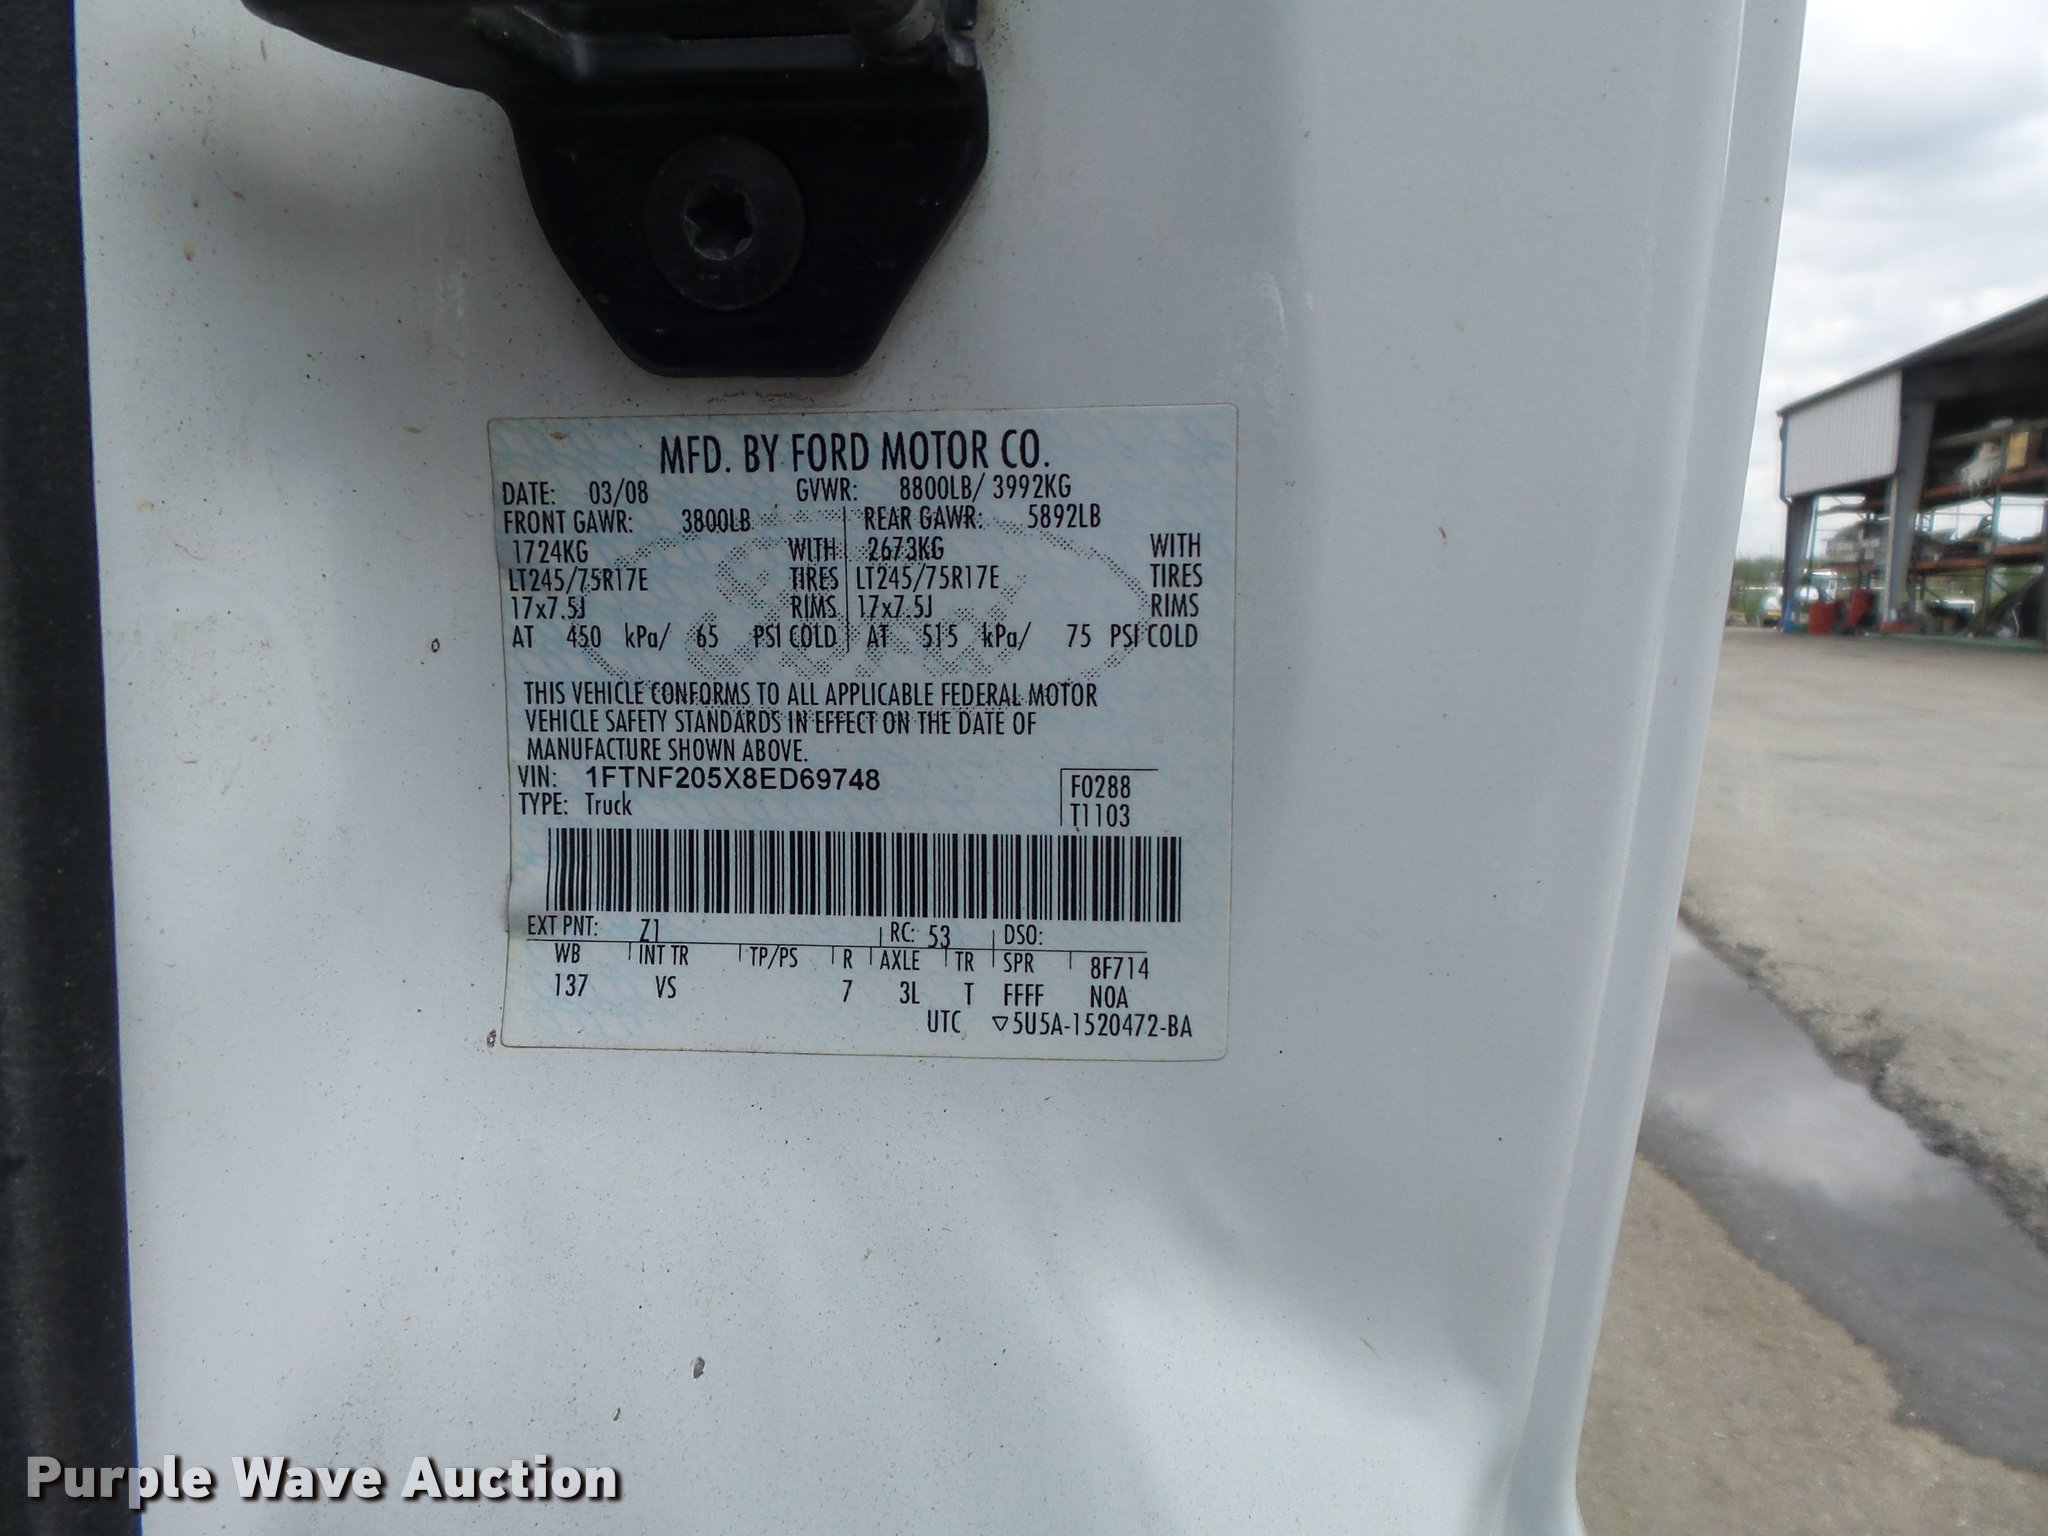 MFD. BY FORD MOTOR CO.
DATE: 03/08 GVWR: 8800LB/ 3992KG
FRONT GAWR: 3800LB REAR GAWR: 5892LB
1724KG WITH 2673KG WITH
LT245/75R17E TIRES LT245/75R17E TIRES
17x7.5J RIMS 17x7.5J RIMS
AT 450 kPa/ 65 PSI COLD AT 515 kPa/ 75 PSI COLD
THIS VEHICLE CONFORMS TO ALL APPLICABLE FEDERAL MOTOR
VEHICLE SAFETY STANDARDS IN EFFECT ON THE DATE OF
MANUFACTURE SHOWN ABOVE.
VIN: 1FTNF205X8ED69748 F0288
TYPE: Truck T1103
EXT PNT: Z1 RC: 53 DSO:
WB INT TR TP/PS R AXLE TR SPR 8F714
137 VS 7 3L T FFFF NOA
UTC ▽5U5A-1520472-BA
Purple Wave Auction